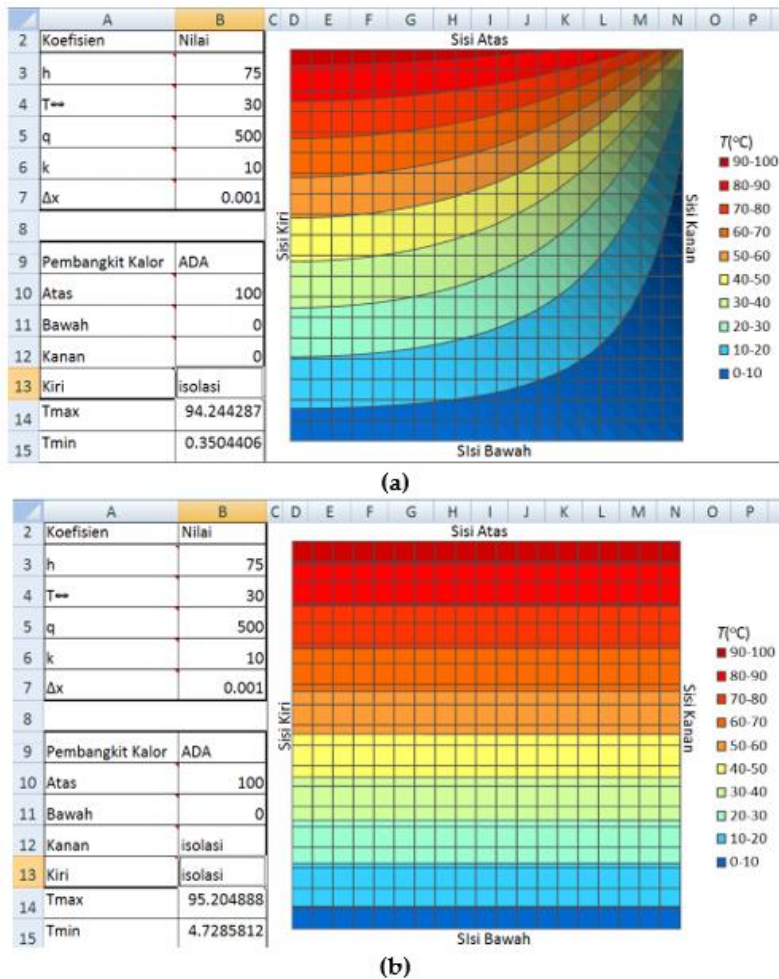 A B C D E F G H I J K L M N O P
2 Koefisien Nilai
3 h 75
4 T∞ 30
5 q 500
6 k 10
7 Δx 0.001
8
9 Pembangkit Kalor ADA
10 Atas 100
11 Bawah 0
12 Kanan 0
13 Kiri isolasi
14 Tmax 94.244287
15 Tmin 0.3504406
Sisi Atas
Sisi Kiri
Sisi Kanan
SIsi Bawah
T(°C)
90-100
80-90
70-80
60-70
50-60
40-50
30-40
20-30
10-20
0-10
(a)
A B C D E F G H I J K L M N O P
2 Koefisien Nilai
3 h 75
4 T∞ 30
5 q 500
6 k 10
7 Δx 0.001
8
9 Pembangkit Kalor ADA
10 Atas 100
11 Bawah 0
12 Kanan isolasi
13 Kiri isolasi
14 Tmax 95.204888
15 Tmin 4.7285812
Sisi Atas
Sisi Kiri
Sisi Kanan
SIsi Bawah
T(°C)
90-100
80-90
70-80
60-70
50-60
40-50
30-40
20-30
10-20
0-10
(b)